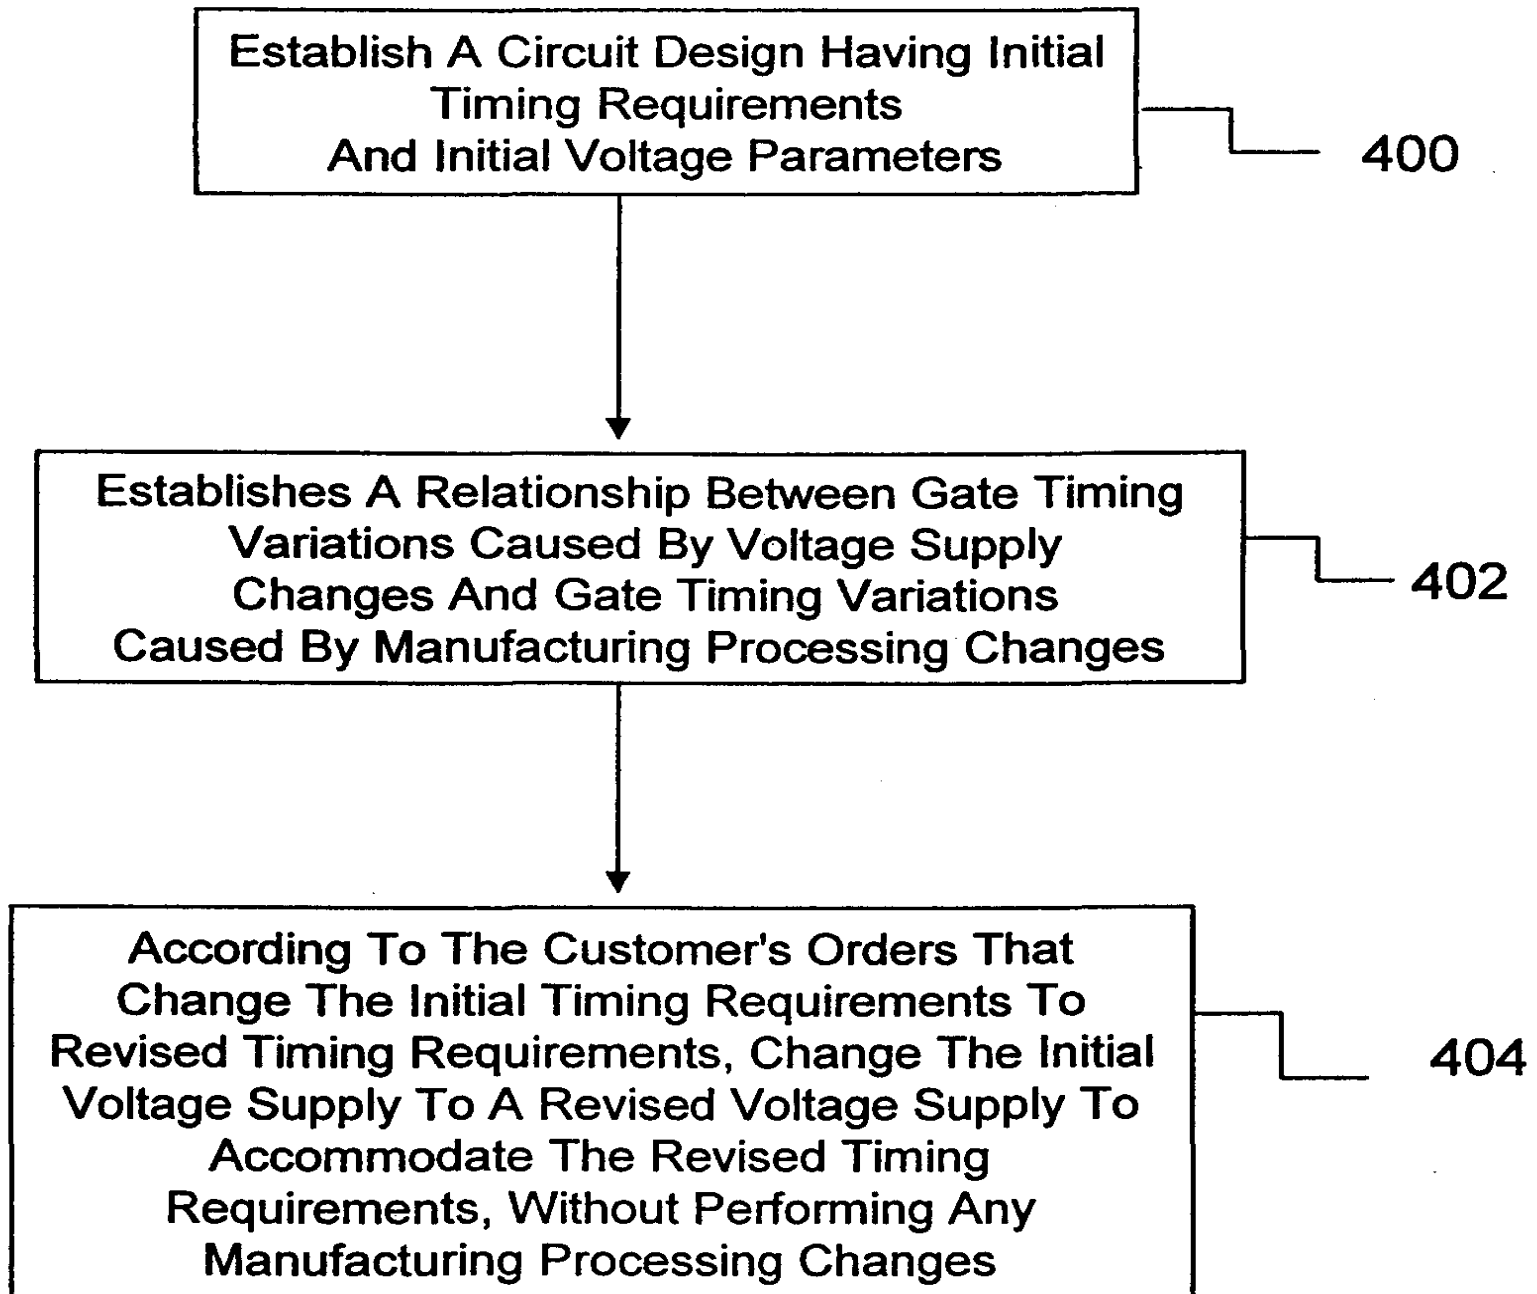 Establish A Circuit Design Having Initial
Timing Requirements
And Initial Voltage Parameters
400
Establishes A Relationship Between Gate Timing
Variations Caused By Voltage Supply
Changes And Gate Timing Variations
Caused By Manufacturing Processing Changes
402
According To The Customer's Orders That
Change The Initial Timing Requirements To
Revised Timing Requirements, Change The Initial
Voltage Supply To A Revised Voltage Supply To
Accommodate The Revised Timing
Requirements, Without Performing Any
Manufacturing Processing Changes
404